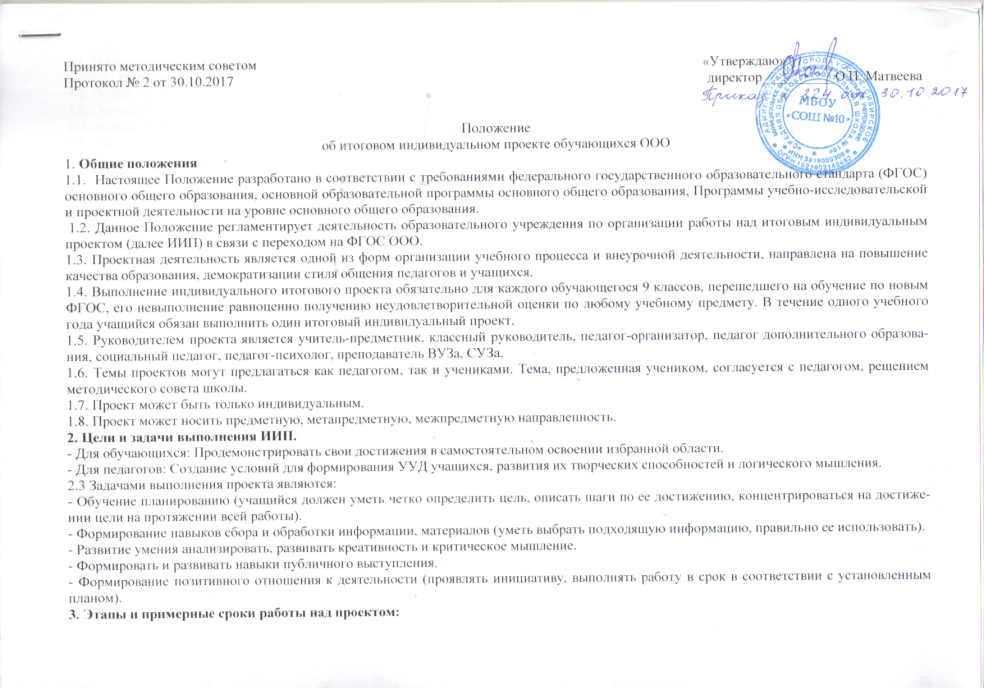 Принято методическим советом
Протокол № 2 от 30.10.2017
«Утверждаю»
директор О.П. Матвеева
Приказ 224 от 30.10.2017
МБОУ
СОШ №10
Положение
об итоговом индивидуальном проекте обучающихся ООО
1. Общие положения
1.1. Настоящее Положение разработано в соответствии с требованиями федерального государственного образовательного стандарта (ФГОС)
основного общего образования, основной образовательной программы основного общего образования, Программы учебно-исследовательской
и проектной деятельности на уровне основного общего образования.
1.2. Данное Положение регламентирует деятельность образовательного учреждения по организации работы над итоговым индивидуальным
проектом (далее ИИП) в связи с переходом на ФГОС ООО.
1.3. Проектная деятельность является одной из форм организации учебного процесса и внеурочной деятельности, направлена на повышение
качества образования, демократизации стиля общения педагогов и учащихся.
1.4. Выполнение индивидуального итогового проекта обязательно для каждого обучающегося 9 классов, перешедшего на обучение по новым
ФГОС, его невыполнение равноценно получению неудовлетворительной оценки по любому учебному предмету. В течение одного учебного
года учащийся обязан выполнить один итоговый индивидуальный проект.
1.5. Руководителем проекта является учитель-предметник, классный руководитель, педагог-организатор, педагог дополнительного образова-
ния, социальный педагог, педагог-психолог, преподаватель ВУЗа, СУЗа.
1.6. Темы проектов могут предлагаться как педагогом, так и учениками. Тема, предложенная учеником, согласуется с педагогом, решением
методического совета школы.
1.7. Проект может быть только индивидуальным.
1.8. Проект может носить предметную, метапредметную, межпредметную направленность.
2. Цели и задачи выполнения ИИП.
- Для обучающихся: Продемонстрировать свои достижения в самостоятельном освоении избранной области.
- Для педагогов: Создание условий для формирования УУД учащихся, развития их творческих способностей и логического мышления.
2.3 Задачами выполнения проекта являются:
- Обучение планированию (учащийся должен уметь четко определить цель, описать шаги по ее достижению, концентрироваться на достиже-
нии цели на протяжении всей работы).
- Формирование навыков сбора и обработки информации, материалов (уметь выбрать подходящую информацию, правильно ее использовать).
- Развитие умения анализировать, развивать креативность и критическое мышление.
- Формировать и развивать навыки публичного выступления.
- Формирование позитивного отношения к деятельности (проявлять инициативу, выполнять работу в срок в соответствии с установленным
планом).
3. Этапы и примерные сроки работы над проектом: